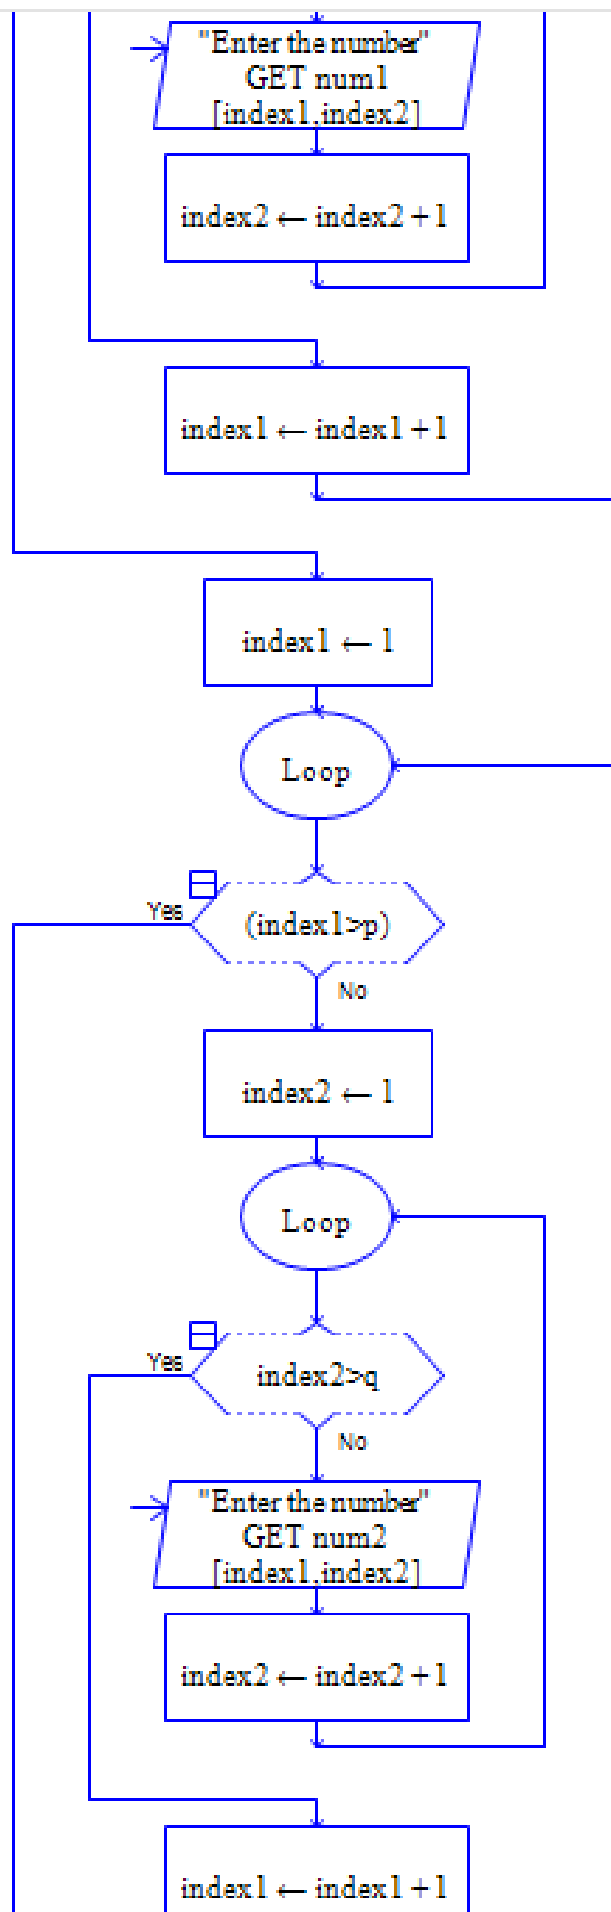 "Enter the number"
GET num1
[index1,index2]
index2 ← index2 + 1
index1 ← index1 + 1
index1 ← 1
Loop
Yes
(index1>p)
No
index2 ← 1
Loop
Yes
index2>q
No
"Enter the number"
GET num2
[index1,index2]
index2 ← index2 + 1
index1 ← index1 + 1